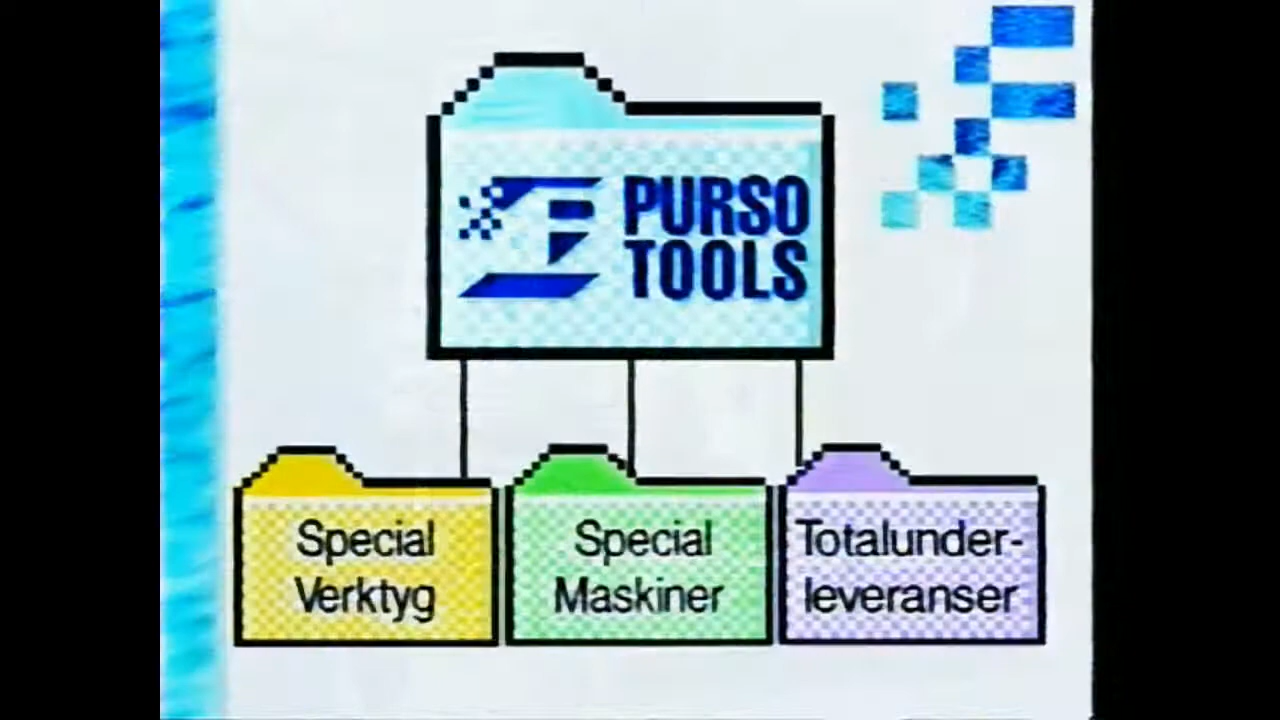 PURSO
TOOLS
Special
Verktyg
Special
Maskiner
Totalunder-
leveranser